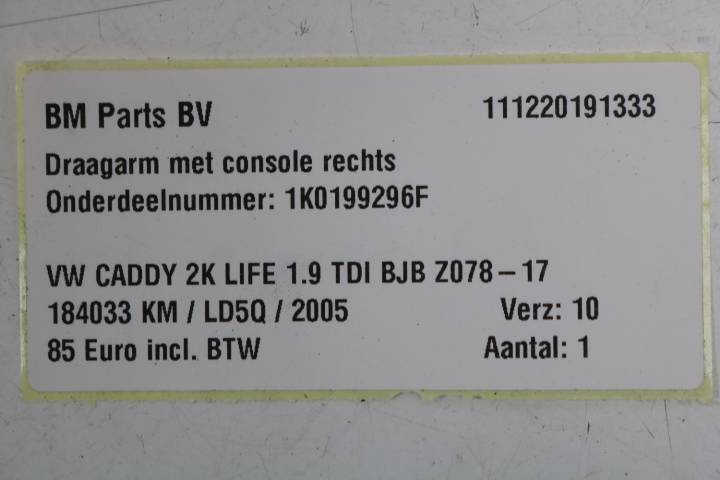 BM Parts BV 111220191333
Draagarm met console rechts
Onderdeelnummer: 1K0199296F
VW CADDY 2K LIFE 1.9 TDI BJB Z078-17
184033 KM / LD5Q / 2005 Verz: 10
85 Euro incl. BTW Aantal: 1